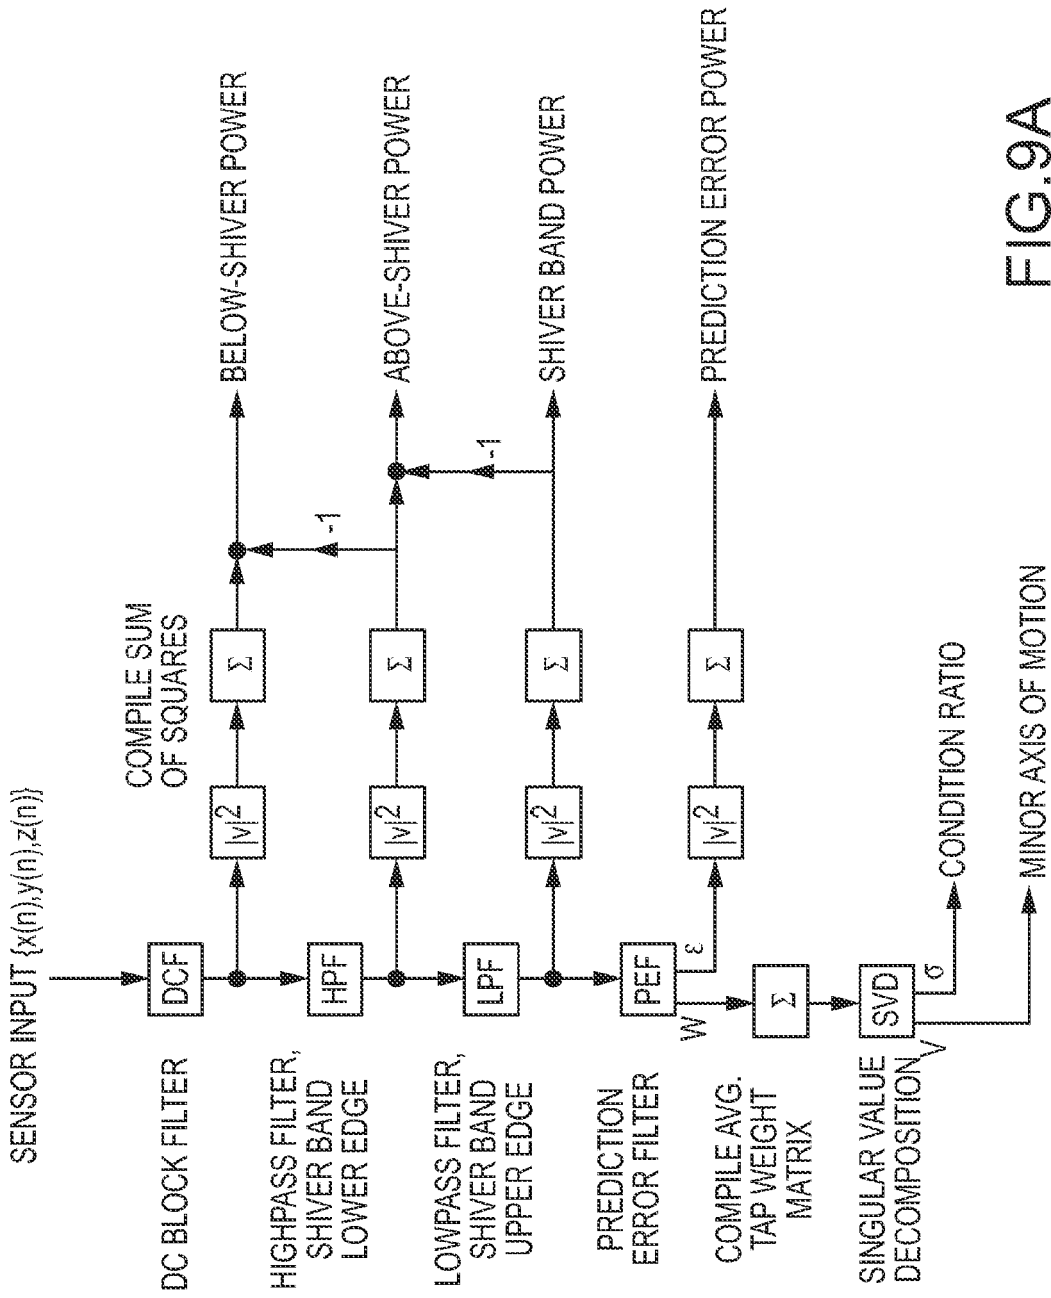 SENSOR INPUT {x(n),y(n),z(n)}
DC BLOCK FILTER
DCF
|v|²
COMPILE SUM
OF SQUARES
Σ
-1
BELOW-SHIVER POWER
HIGHPASS FILTER,
SHIVER BAND
LOWER EDGE
HPF
|v|²
Σ
-1
ABOVE-SHIVER POWER
LOWPASS FILTER,
SHIVER BAND
UPPER EDGE
LPF
|v|²
Σ
SHIVER BAND POWER
PREDICTION
ERROR FILTER
PEF
W
ε
|v|²
Σ
PREDICTION ERROR POWER
COMPILE AVG.
TAP WEIGHT
MATRIX
Σ
SINGULAR VALUE
DECOMPOSITION
SVD
V
σ
CONDITION RATIO
MINOR AXIS OF MOTION
FIG.9A